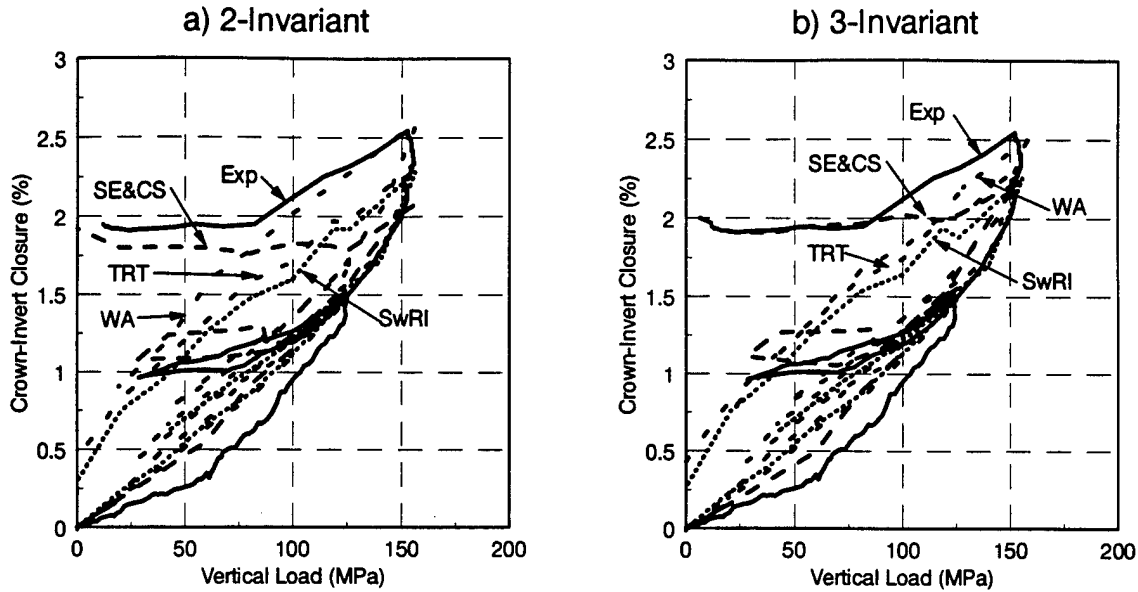 a) 2-Invariant
3
2.5
2
1.5
1
0.5
0
0
50
100
150
200
Crown-Invert Closure (%)
Vertical Load (MPa)
Exp
SE&CS
TRT
WA
SwRI
b) 3-Invariant
3
2.5
2
1.5
1
0.5
0
0
50
100
150
200
Crown-Invert Closure (%)
Vertical Load (MPa)
Exp
SE&CS
WA
TRT
SwRI